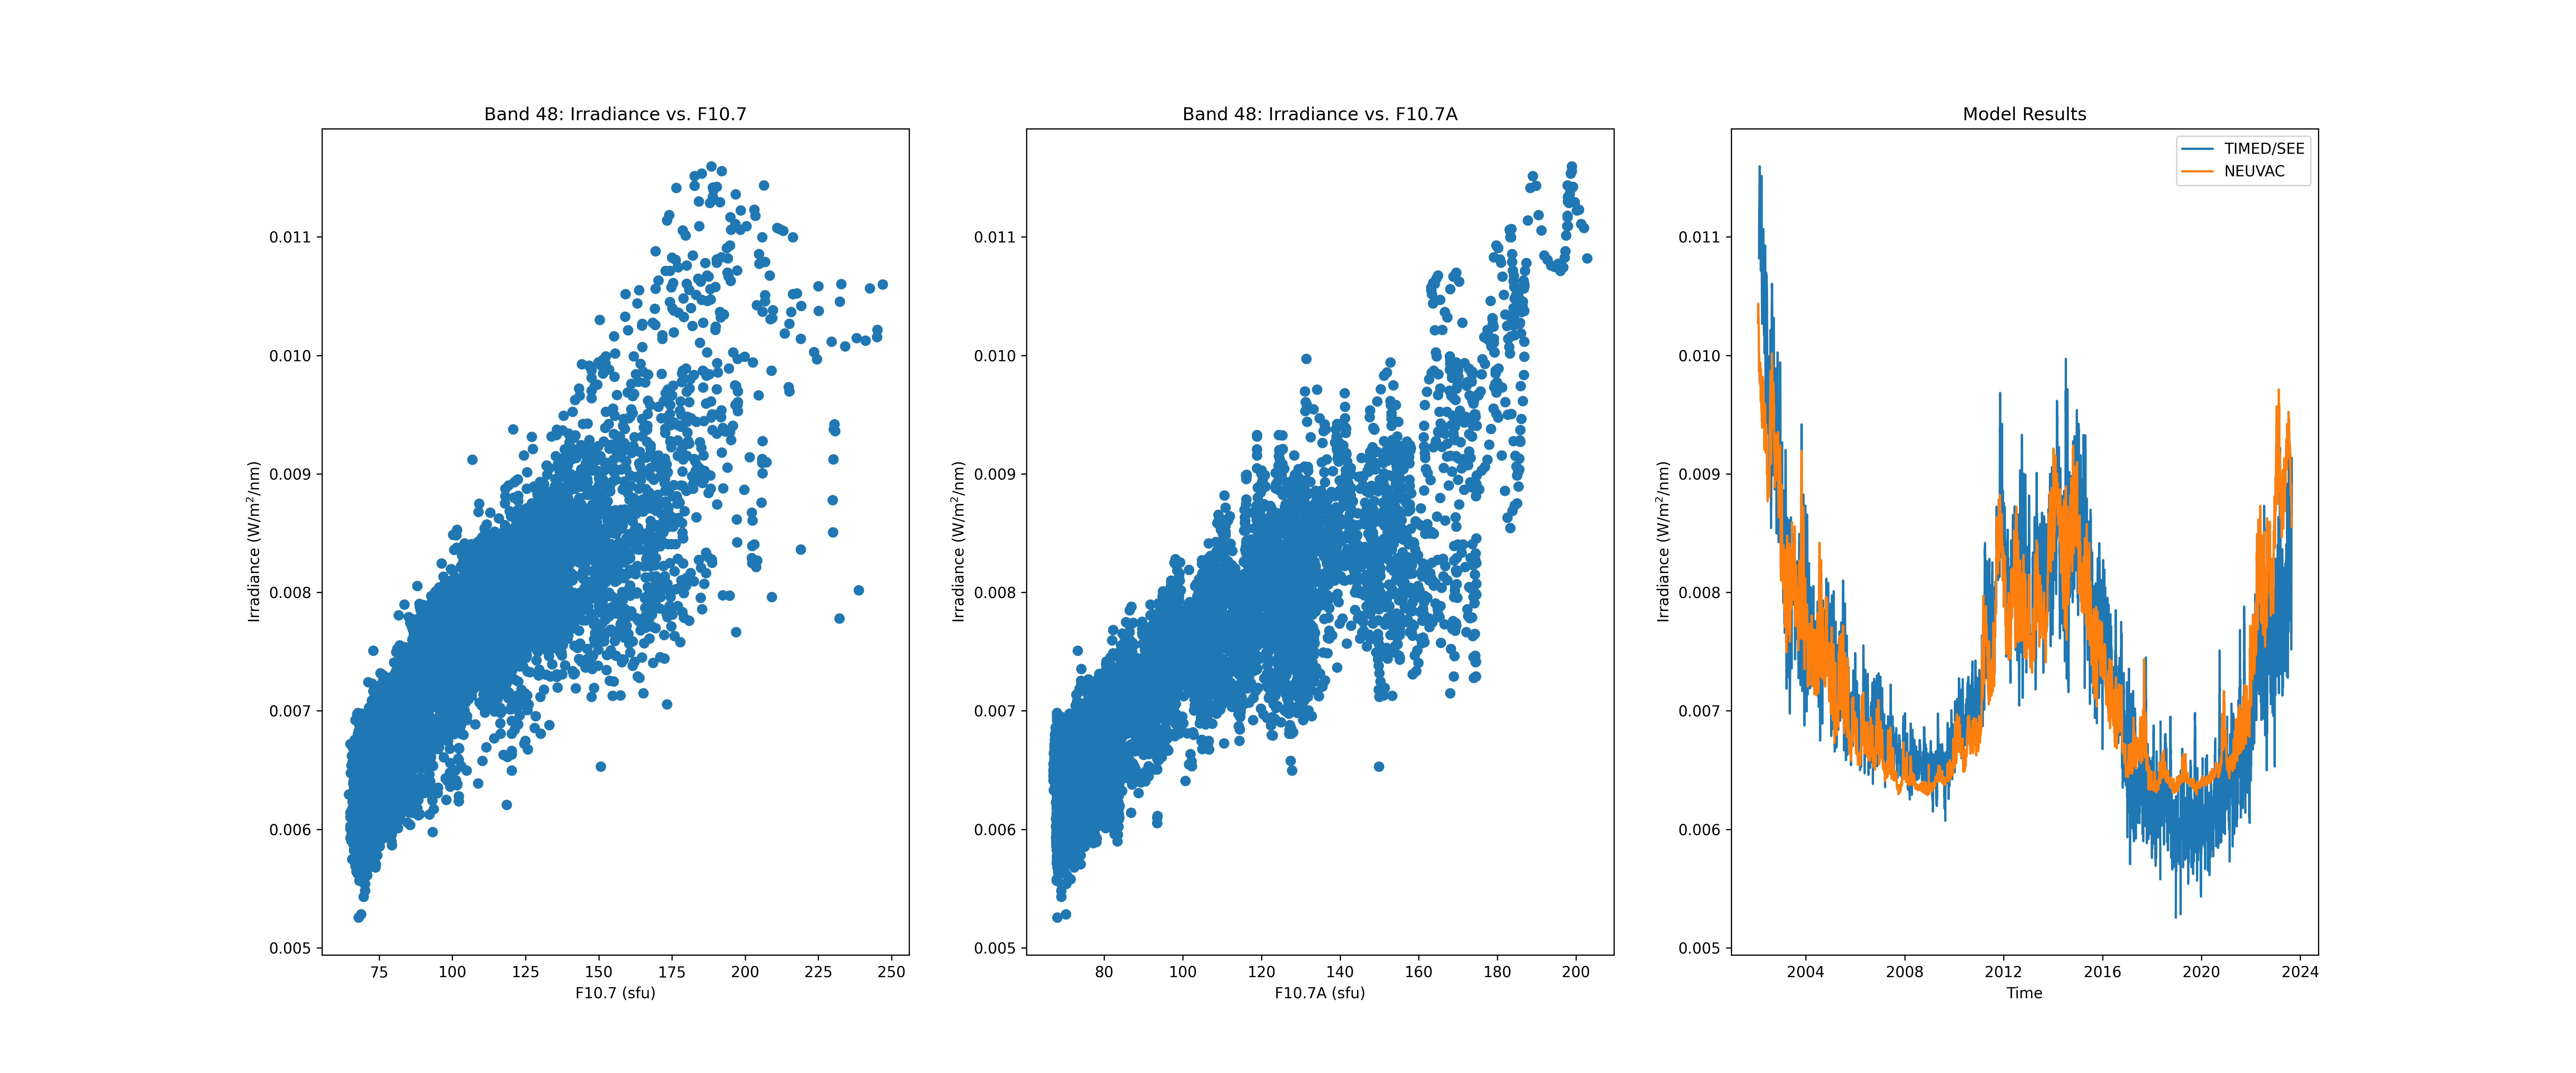 Band 48: Irradiance vs. F10.7
Irradiance (W/m²/nm)
0.011
0.010
0.009
0.008
0.007
0.006
0.005
75 100 125 150 175 200 225 250
F10.7 (sfu)
Band 48: Irradiance vs. F10.7A
Irradiance (W/m²/nm)
0.011
0.010
0.009
0.008
0.007
0.006
0.005
80 100 120 140 160 180 200
F10.7A (sfu)
Model Results
TIMED/SEE
NEUVAC
Irradiance (W/m²/nm)
0.011
0.010
0.009
0.008
0.007
0.006
0.005
2004 2008 2012 2016 2020 2024
Time